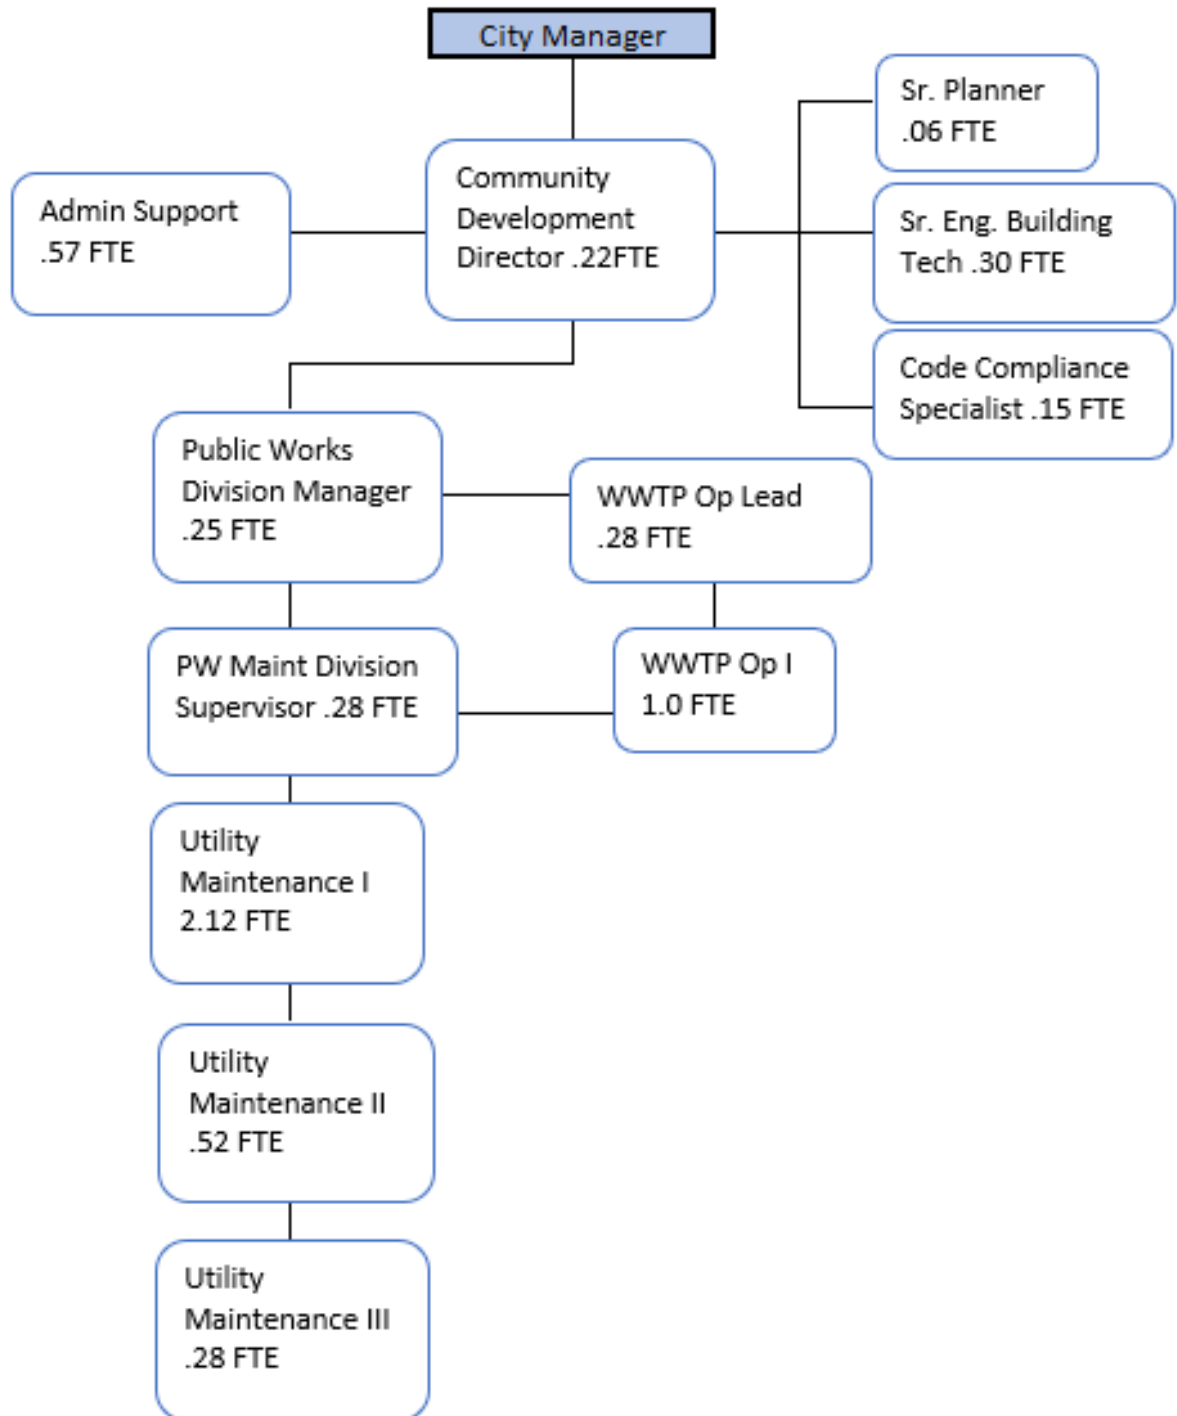 City Manager
Sr. Planner
.06 FTE
Community
Development
Director .22FTE
Admin Support
.57 FTE
Sr. Eng. Building
Tech .30 FTE
Code Compliance
Specialist .15 FTE
Public Works
Division Manager
.25 FTE
WWTP Op Lead
.28 FTE
PW Maint Division
Supervisor .28 FTE
WWTP Op I
1.0 FTE
Utility
Maintenance I
2.12 FTE
Utility
Maintenance II
.52 FTE
Utility
Maintenance III
.28 FTE